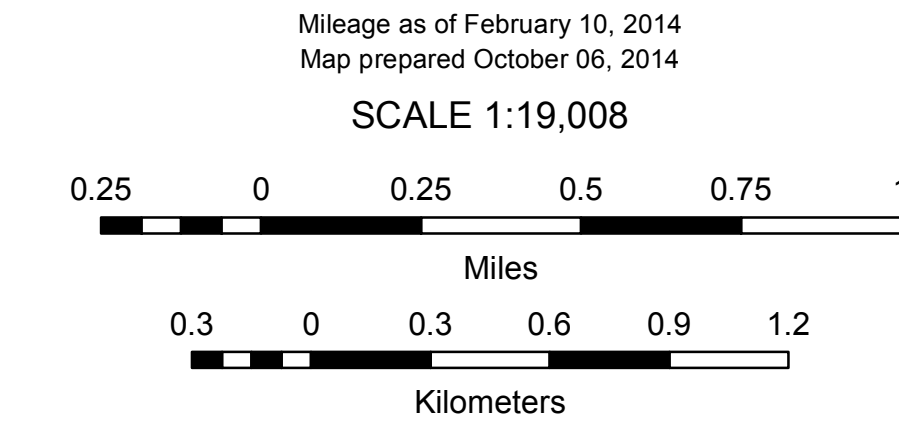 Mileage as of February 10, 2014
Map prepared October 06, 2014
SCALE 1:19,008
0.25 0 0.25 0.5 0.75
Miles
0.3 0 0.3 0.6 0.9 1.2
Kilometers